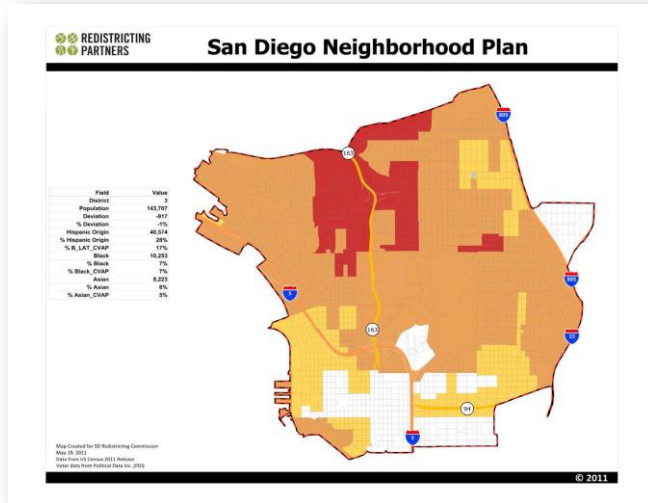 REDISTRICTING
PARTNERS
San Diego Neighborhood Plan
805
163
Field Value
District 3
Population 143,707
Deviation -917
% Deviation -1%
Hispanic Origin 40,574
% Hispanic Origin 28%
% B_LAT_CVAP 17%
Black 10,253
% Black 7%
% Black_CVAP 7%
Asian 8,223
% Asian 6%
% Asian_CVAP 5%
805
5
163
15
94
5
Map Created for SD Redistricting Commission
May 19, 2011
Data from US Census 2011 Release
Voter data from Political Data Inc. (PDI)
© 2011